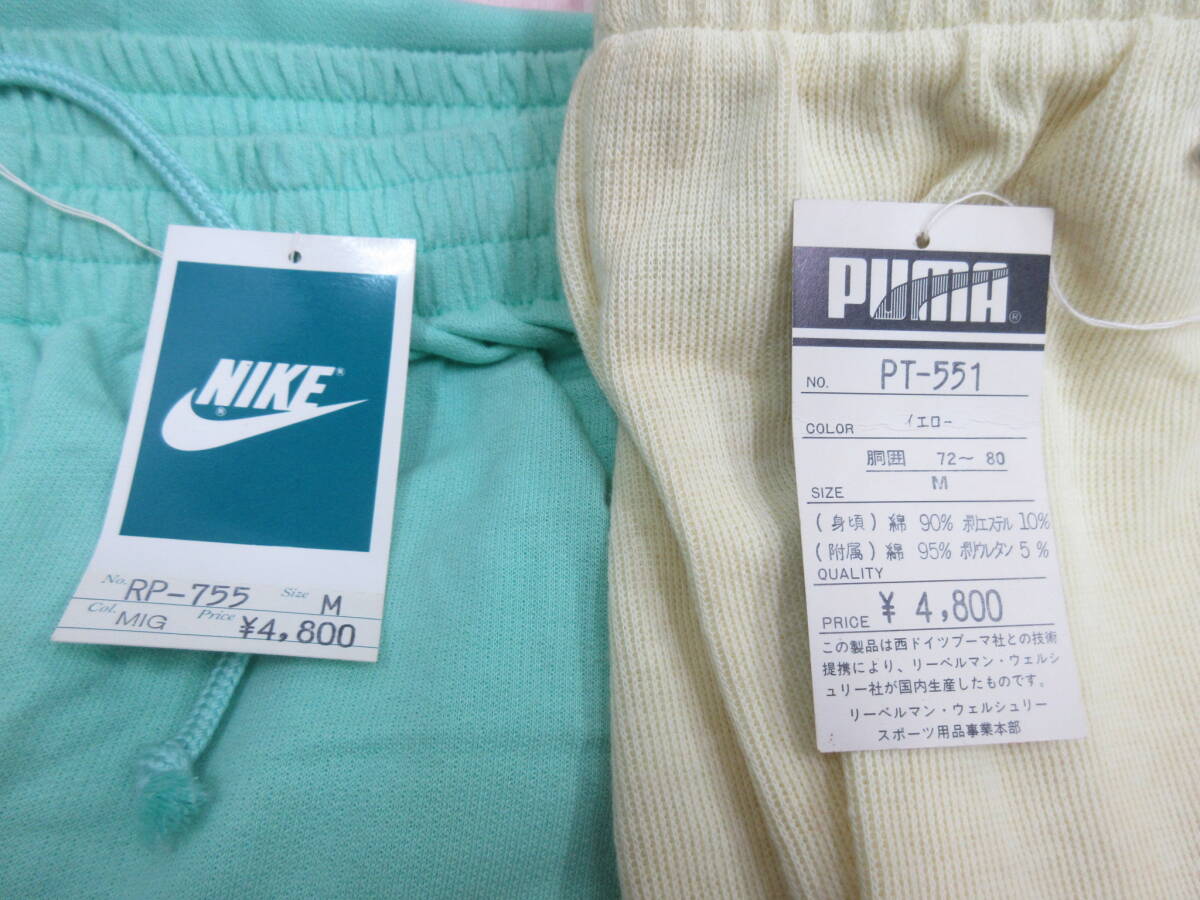 NIKE®
®
No. RP-755 Size M
Col. MIG Price ¥4,800
PUMA®
NO. PT-551
COLOR イエロー
胴囲 72～80
SIZE M
(身頃) 綿 90% ポリエステル 10%
(附属) 綿 95% ポリウレタン 5%
QUALITY
PRICE ¥4,800
この製品は西ドイツプーマ社との技術
提携により、リーベルマン・ウェルシ
ュリー社が国内生産したものです。
リーベルマン・ウェルシュリー
スポーツ用品事業本部